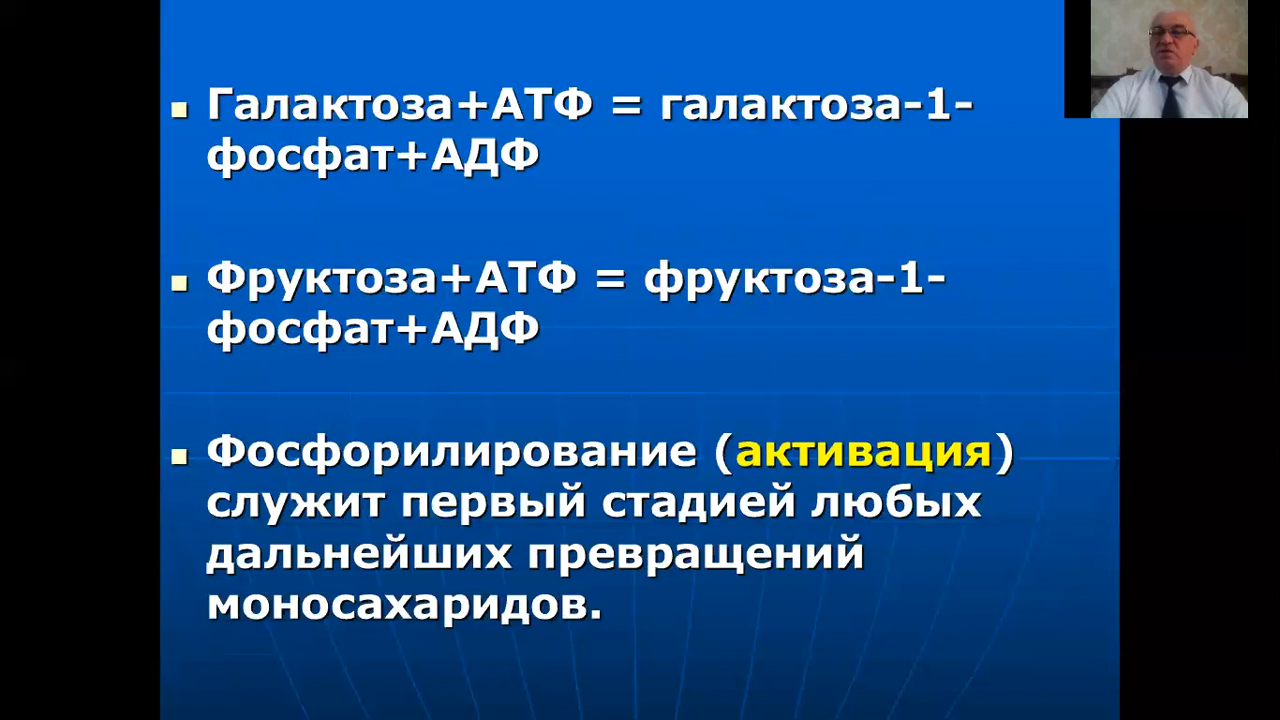 Галактоза+АТФ = галактоза-1-
фосфат+АДФ
Фруктоза+АТФ = фруктоза-1-
фосфат+АДФ
Фосфорилирование (активация)
служит первый стадией любых
дальнейших превращений
моносахаридов.